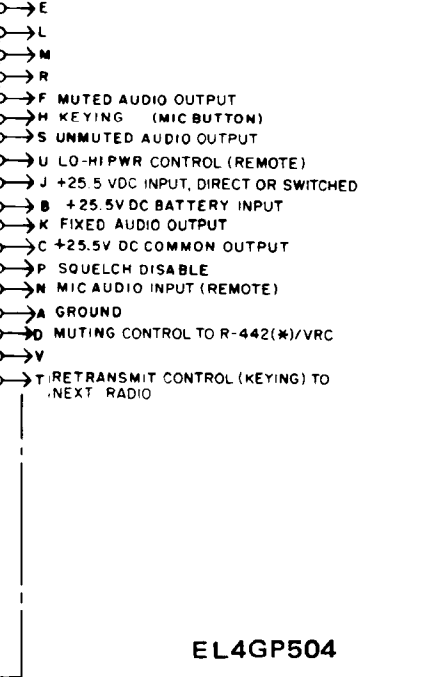 E
L
M
R
F MUTED AUDIO OUTPUT
H KEYING (MIC BUTTON)
S UNMUTED AUDIO OUTPUT
U LO-HI PWR CONTROL (REMOTE)
J +25.5 VDC INPUT, DIRECT OR SWITCHED
B +25.5V DC BATTERY INPUT
K FIXED AUDIO OUTPUT
C +25.5V DC COMMON OUTPUT
P SQUELCH DISABLE
N MIC AUDIO INPUT (REMOTE)
A GROUND
D MUTING CONTROL TO R-442(*)/VRC
V
T RETRANSMIT CONTROL (KEYING) TO
NEXT RADIO
EL4GP504